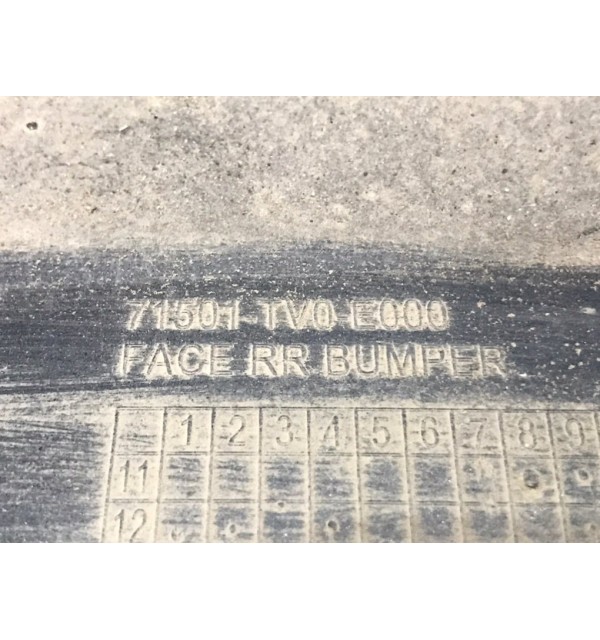 71501-TV0-E000
FACE RR BUMPER
1 2 3 4 5 6 7 8 9
11
12